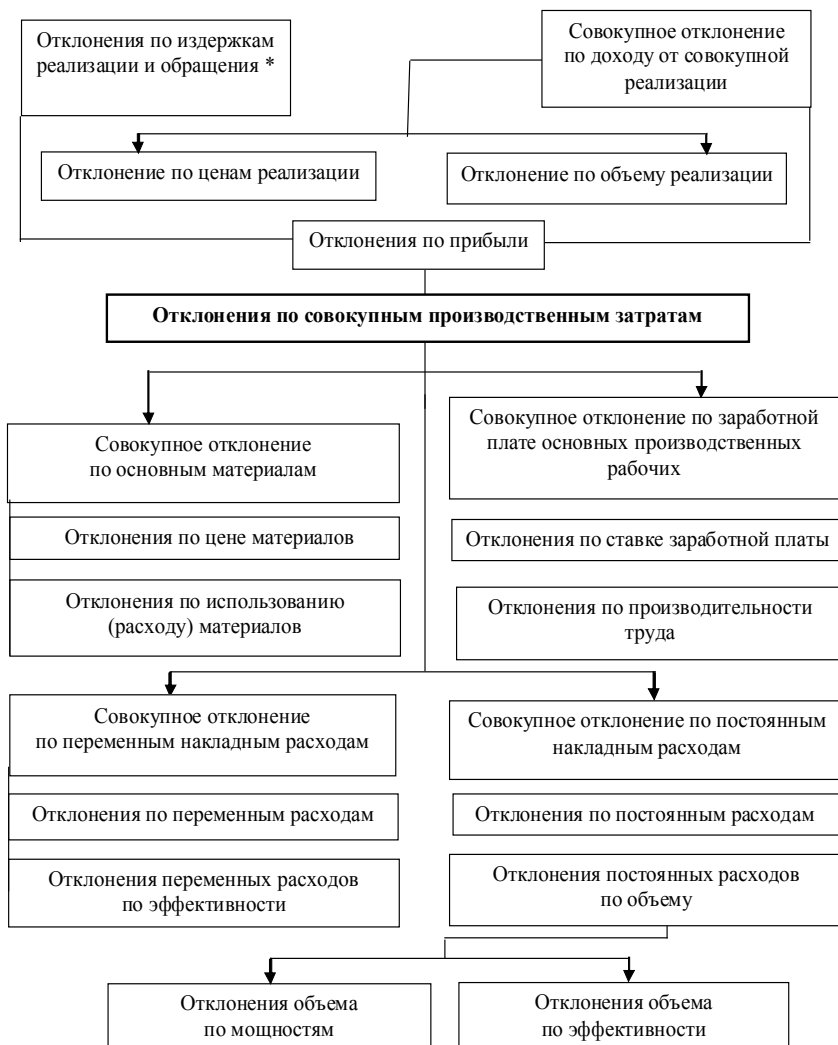 Отклонения по издержкам
реализации и обращения *
Совокупное отклонение
по доходу от совокупной
реализации
Отклонение по ценам реализации
Отклонение по объему реализации
Отклонения по прибыли
Отклонения по совокупным производственным затратам
Совокупное отклонение
по основным материалам
Совокупное отклонение по заработной
плате основных производственных
рабочих
Отклонения по цене материалов
Отклонения по ставке заработной платы
Отклонения по использованию
(расходу) материалов
Отклонения по производительности
труда
Совокупное отклонение
по переменным накладным расходам
Совокупное отклонение по постоянным
накладным расходам
Отклонения по переменным расходам
Отклонения по постоянным расходам
Отклонения переменных расходов
по эффективности
Отклонения постоянных расходов
по объему
Отклонения объема
по мощностям
Отклонения объема
по эффективности